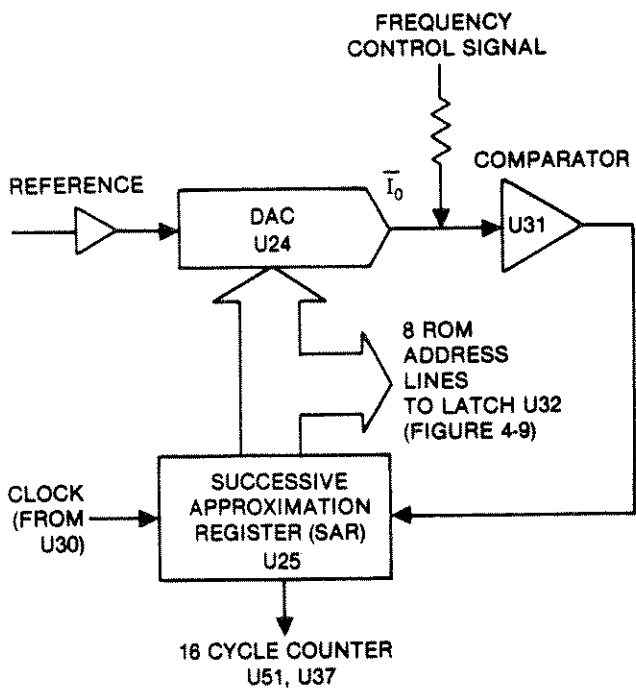 FREQUENCY
CONTROL SIGNAL
COMPARATOR
REFERENCE
DAC
U24
I̅₀
U31
8 ROM
ADDRESS
LINES
TO LATCH U32
(FIGURE 4-9)
CLOCK
(FROM
U30)
SUCCESSIVE
APPROXIMATION
REGISTER (SAR)
U25
16 CYCLE COUNTER
U51, U37